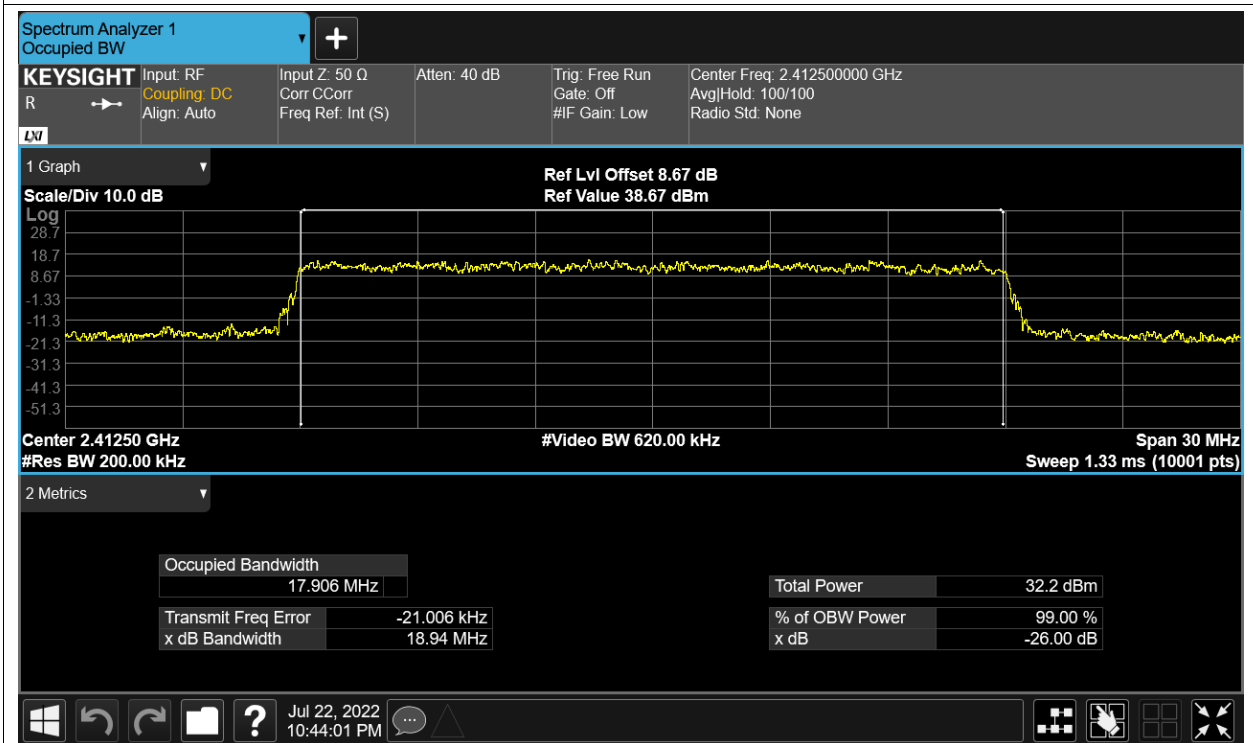 Spectrum Analyzer 1
Occupied BW
KEYSIGHT
R
LXI
Input: RF
Coupling: DC
Align: Auto
Input Z: 50 Ω
Corr CCorr
Freq Ref: Int (S)
Atten: 40 dB
Trig: Free Run
Gate: Off
#IF Gain: Low
Center Freq: 2.412500000 GHz
Avg|Hold: 100/100
Radio Std: None
1 Graph
Ref Lvl Offset 8.67 dB
Scale/Div 10.0 dB
Ref Value 38.67 dBm
Log
28.7
18.7
8.67
-1.33
-11.3
-21.3
-31.3
-41.3
-51.3
Center 2.41250 GHz
#Video BW 620.00 kHz
Span 30 MHz
#Res BW 200.00 kHz
Sweep 1.33 ms (10001 pts)
2 Metrics
Occupied Bandwidth
17.906 MHz
Total Power 32.2 dBm
Transmit Freq Error -21.006 kHz
% of OBW Power 99.00 %
x dB Bandwidth 18.94 MHz
x dB -26.00 dB
?
Jul 22, 2022
10:44:01 PM